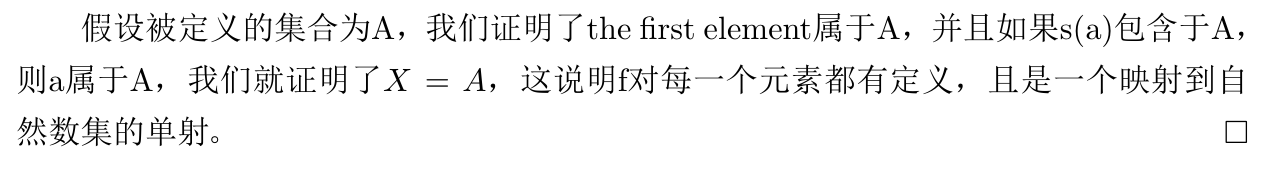 假设被定义的集合为A，我们证明了the first element属于A，并且如果s(a)包含于A，
则a属于A，我们就证明了X = A，这说明f对每一个元素都有定义，且是一个映射到自
然数集的单射。 □